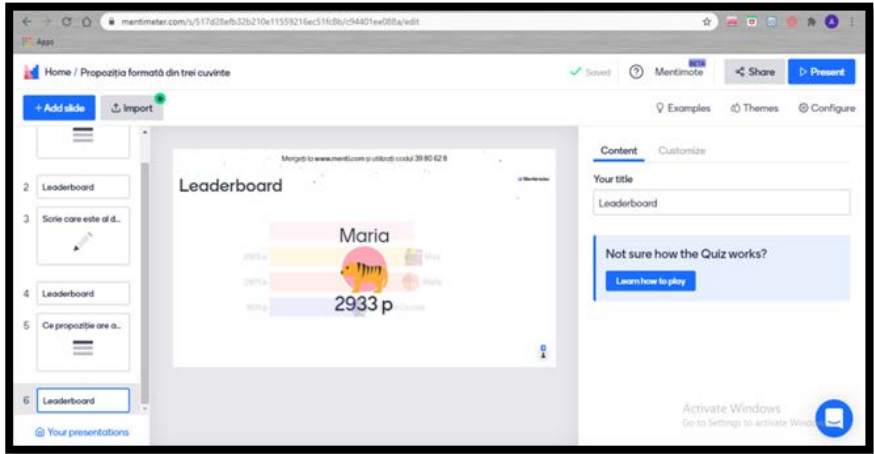 mentimeter.com/s/517d28efb32b210e11559216ec51fc8b/c94401ee088a/edit
A
Apps
Home / Propoziția formată din trei cuvinte
Saved
?
Mentimote
BETA
Share
Present
+ Add slide
Import
Examples
Themes
Configure
2 Leaderboard
3 Scrie care este al d...
4 Leaderboard
5 Ce propoziție are a...
6 Leaderboard
Your presentations
Mergeți la www.menti.com și utilizați codul 39 80 62 8
Mentimeter
Leaderboard
Maria
2933 p
Content
Customize
Your title
Leaderboard
Not sure how the Quiz works?
Learn how to play
Activate Windows
Go to Settings to activate